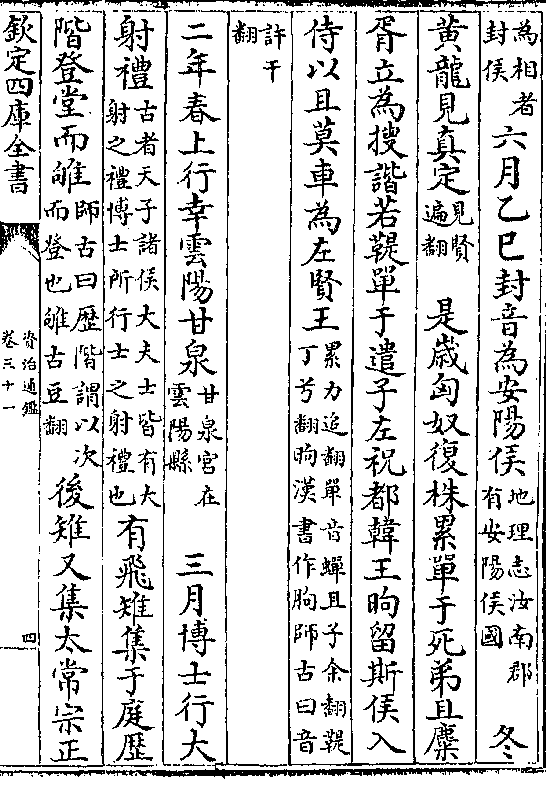 為相者
封侯
六月乙巳封音為安陽侯
地理志汝南郡
有安陽侯國
冬
黃龍見真定
見賢
遍翻
是歲匈奴復株累單于死弟且麋
胥立為搜諧若鞮單于遣子左祝都韓王昫留斯侯入
侍以且莫車為左賢王
累力追翻單音蟬且子余翻鞮
丁兮翻昫漢書作朐師古曰音
許于
翻
二年春上行幸雲陽甘泉
甘泉宮在
雲陽縣
三月博士行大
射禮
古者天子諸侯大夫士皆有大
射之禮博士所行士之射禮也
有飛雉集于庭歷
階登堂而雊
師古曰歷階謂以次
而登也雊古豆翻
後雉又集太常宗正
欽定四庫全書
資治通鑑
卷三十一
四